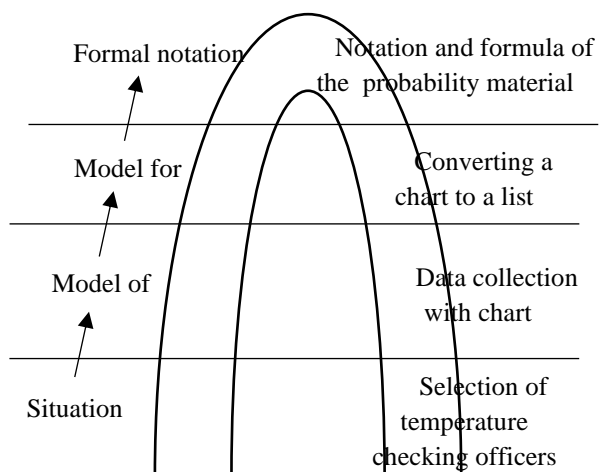 Formal notation
Notation and formula of
the probability material
Model for
Converting a
chart to a list
Model of
Data collection
with chart
Situation
Selection of
temperature
checking officers